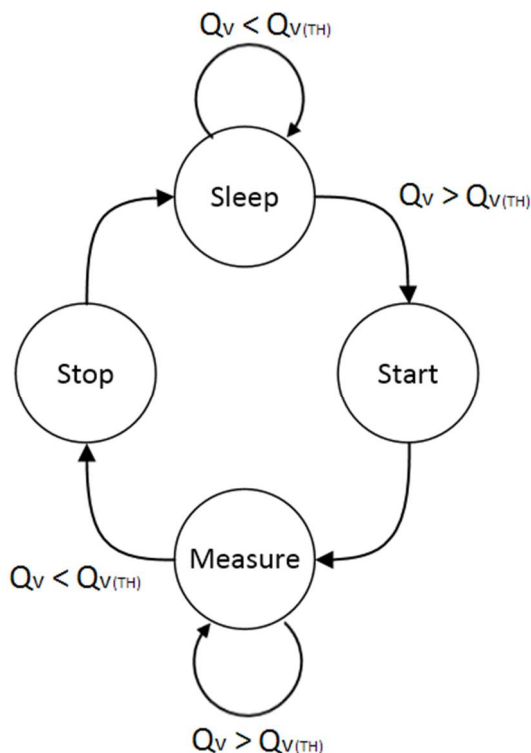 Qv < Qv(TH)
Sleep
Qv > Qv(TH)
Stop
Start
Measure
Qv < Qv(TH)
Qv > Qv(TH)